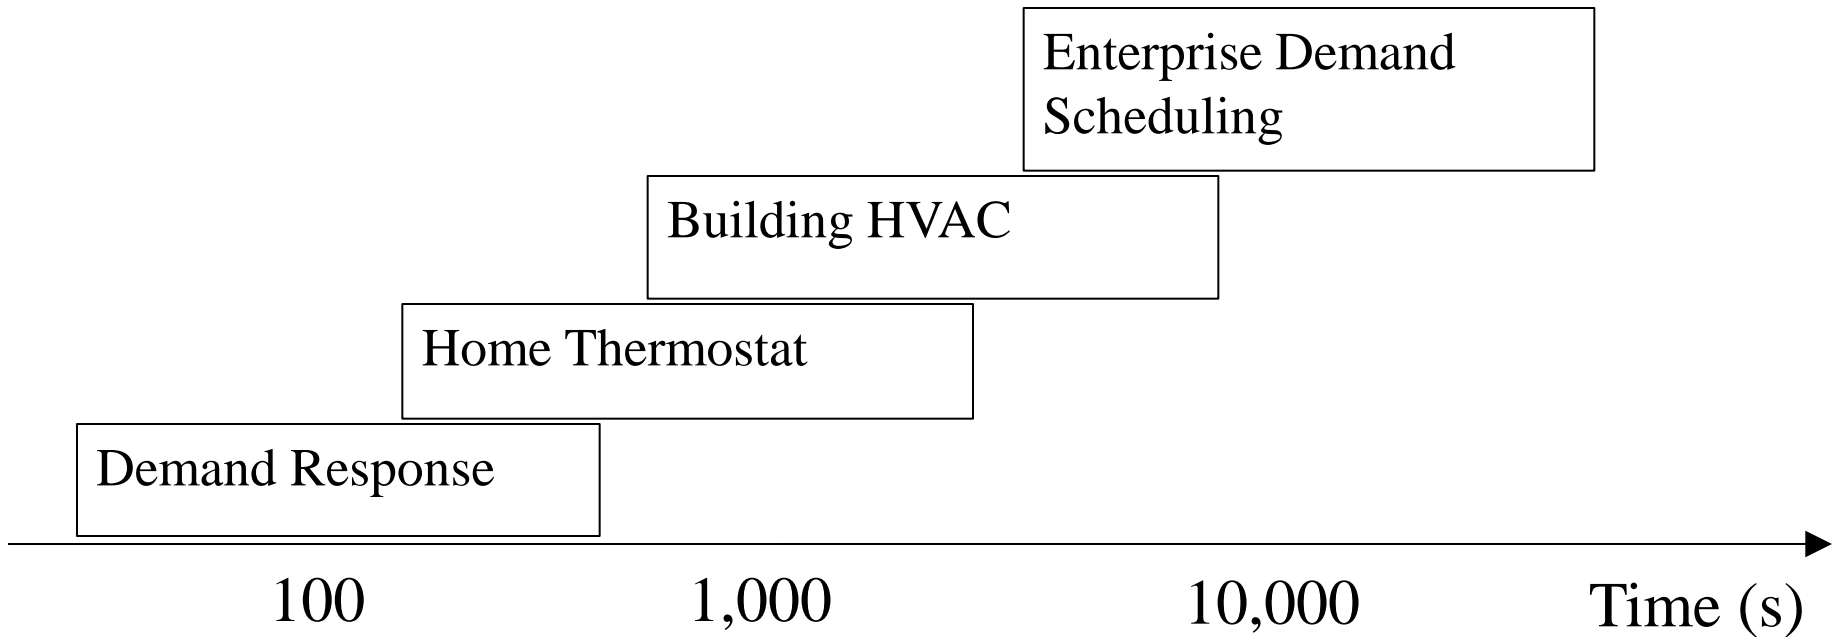 Enterprise Demand
Scheduling
Building HVAC
Home Thermostat
Demand Response
100
1,000
10,000
Time (s)